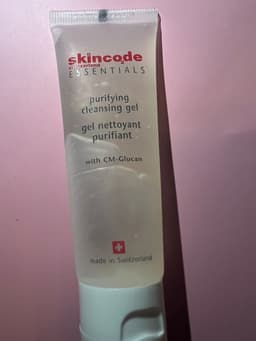 skincode
ESSENTIALS
purifying
cleansing gel
gel nettoyant
purifiant
with CM-Glucan
made in Switzerland